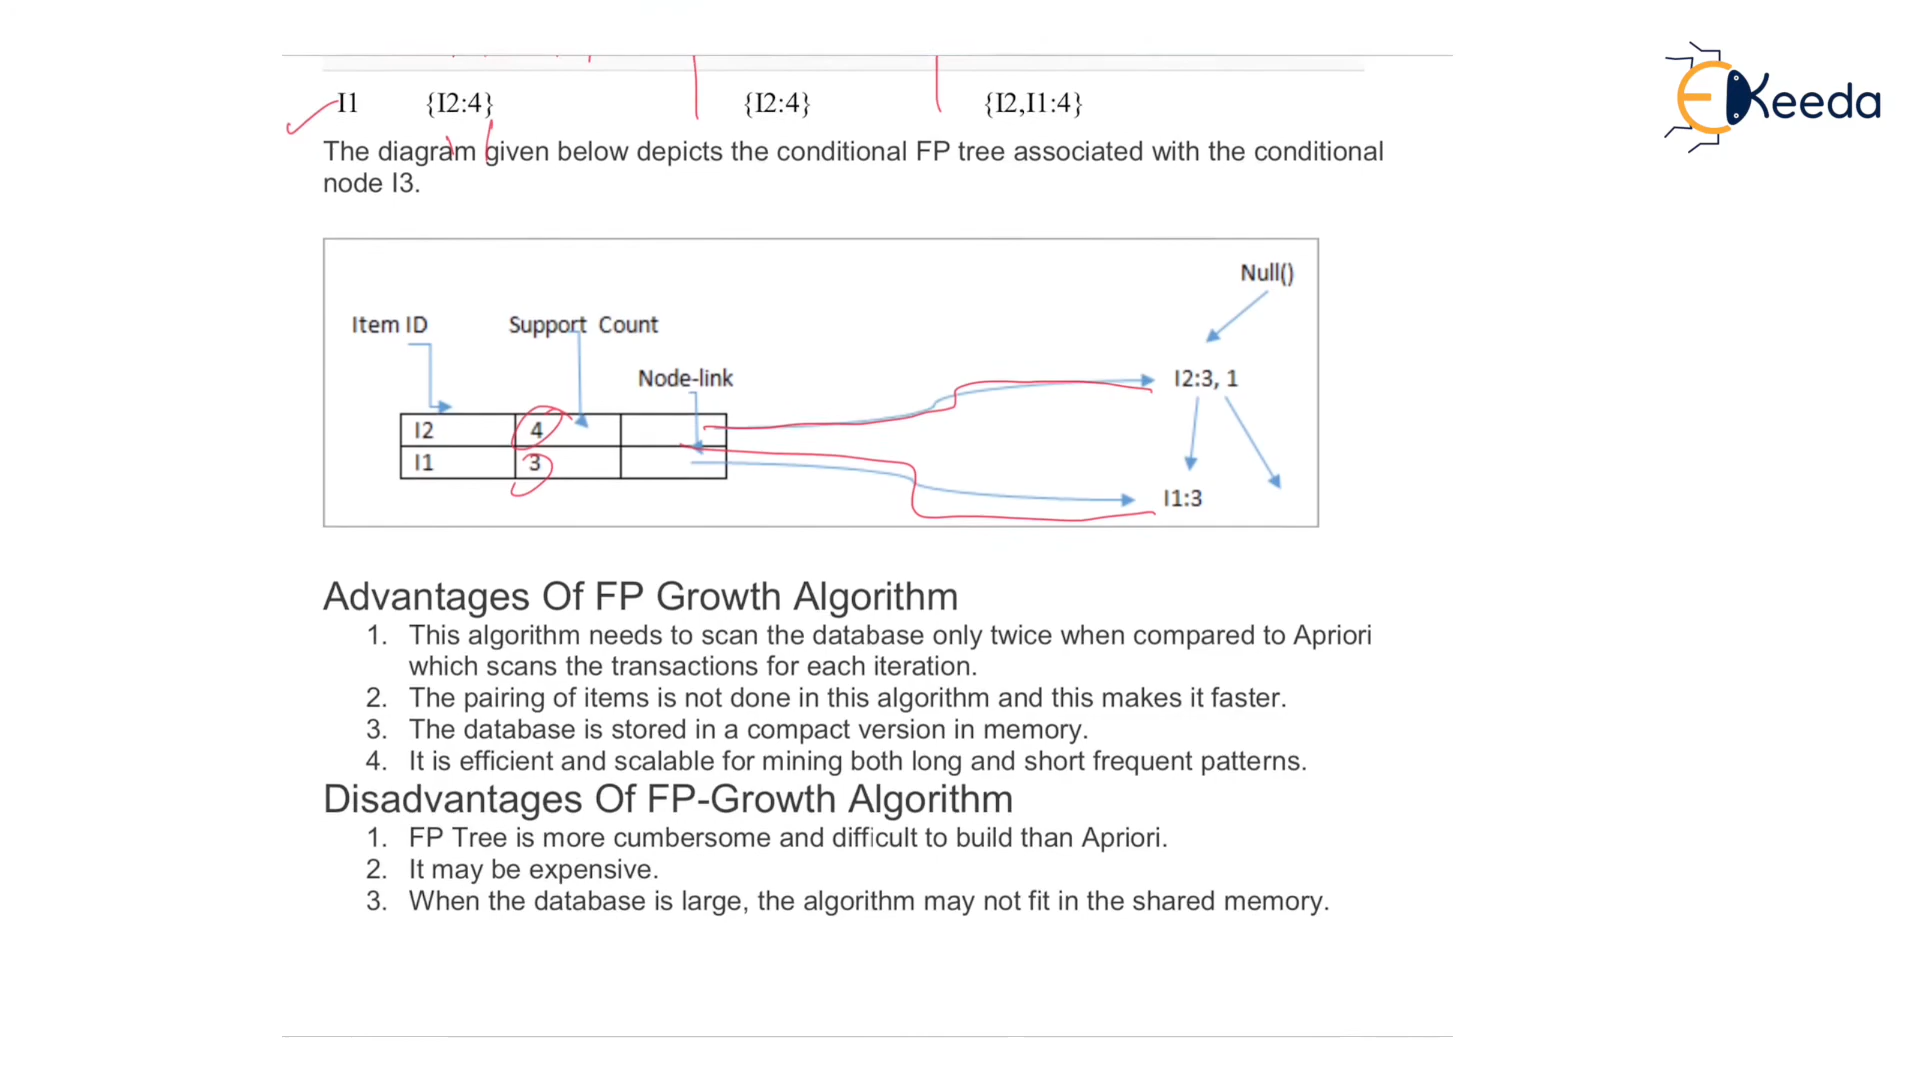 I1 {I2:4} {I2:4} {I2,I1:4}
The diagram given below depicts the conditional FP tree associated with the conditional
node I3.
Null()
Item ID Support Count
Node-link
I2:3, 1
I2 4
I1 3
I1:3
Advantages Of FP Growth Algorithm
1. This algorithm needs to scan the database only twice when compared to Apriori
which scans the transactions for each iteration.
2. The pairing of items is not done in this algorithm and this makes it faster.
3. The database is stored in a compact version in memory.
4. It is efficient and scalable for mining both long and short frequent patterns.
Disadvantages Of FP-Growth Algorithm
1. FP Tree is more cumbersome and difficult to build than Apriori.
2. It may be expensive.
3. When the database is large, the algorithm may not fit in the shared memory.
EKeeda